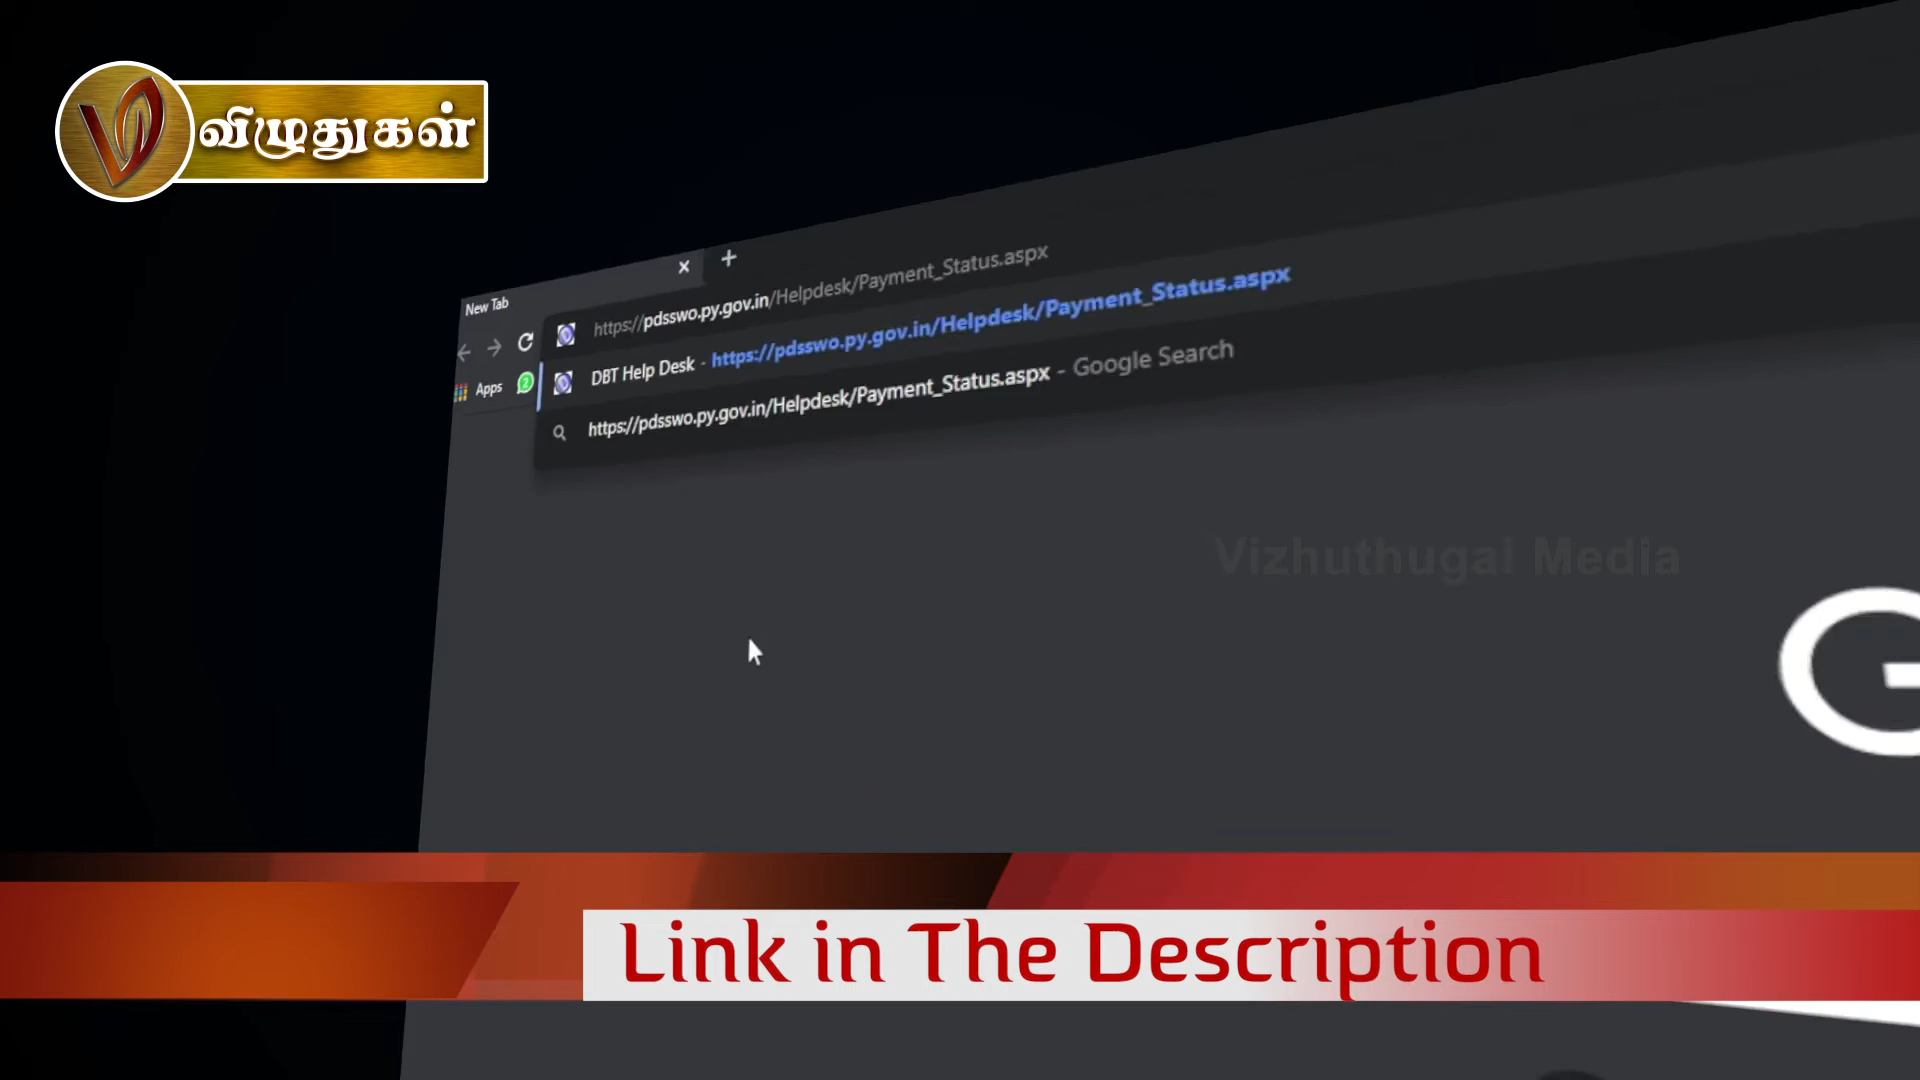 விழுதுகள்
New Tab
https://pdsswo.py.gov.in/Helpdesk/Payment_Status.aspx
DBT Help Desk - https://pdsswo.py.gov.in/Helpdesk/Payment_Status.aspx
Apps
2
https://pdsswo.py.gov.in/Helpdesk/Payment_Status.aspx - Google Search
Vizhuthugal Media
G
Link in The Description